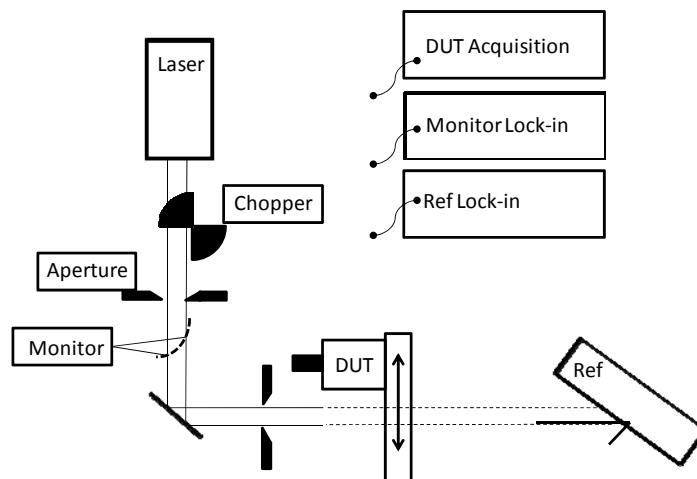 Laser
DUT Acquisition
Monitor Lock-in
Ref Lock-in
Chopper
Aperture
Monitor
DUT
Ref